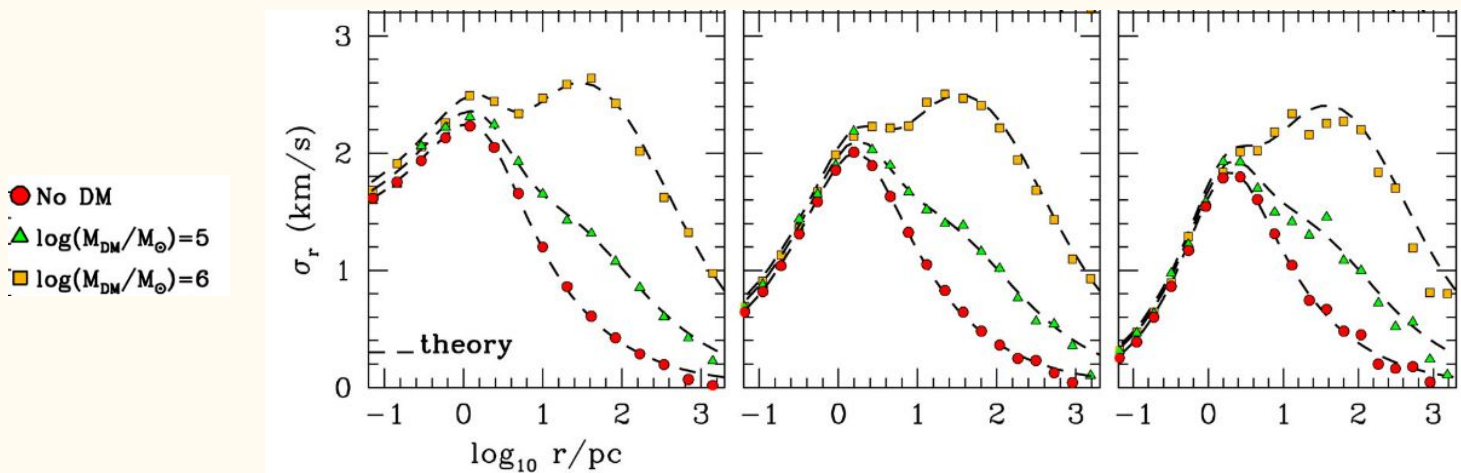 No DM
log(M_DM/M_⊙)=5
log(M_DM/M_⊙)=6
σ_r (km/s)
3
2
1
0
theory
−1 0 1 2 3
−1 0 1 2 3
−1 0 1 2 3
log₁₀ r/pc